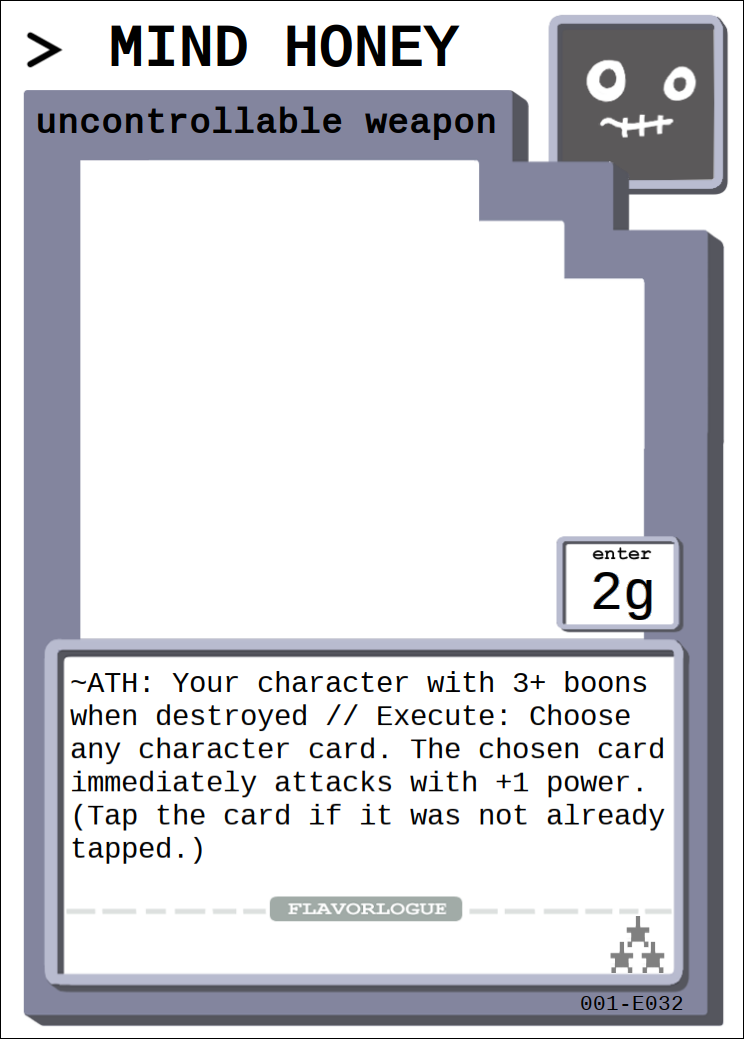 > MIND HONEY
uncontrollable weapon
enter
2g
~ATH: Your character with 3+ boons
when destroyed // Execute: Choose
any character card. The chosen card
immediately attacks with +1 power.
(Tap the card if it was not already
tapped.)
FLAVORLOGUE
001-E032